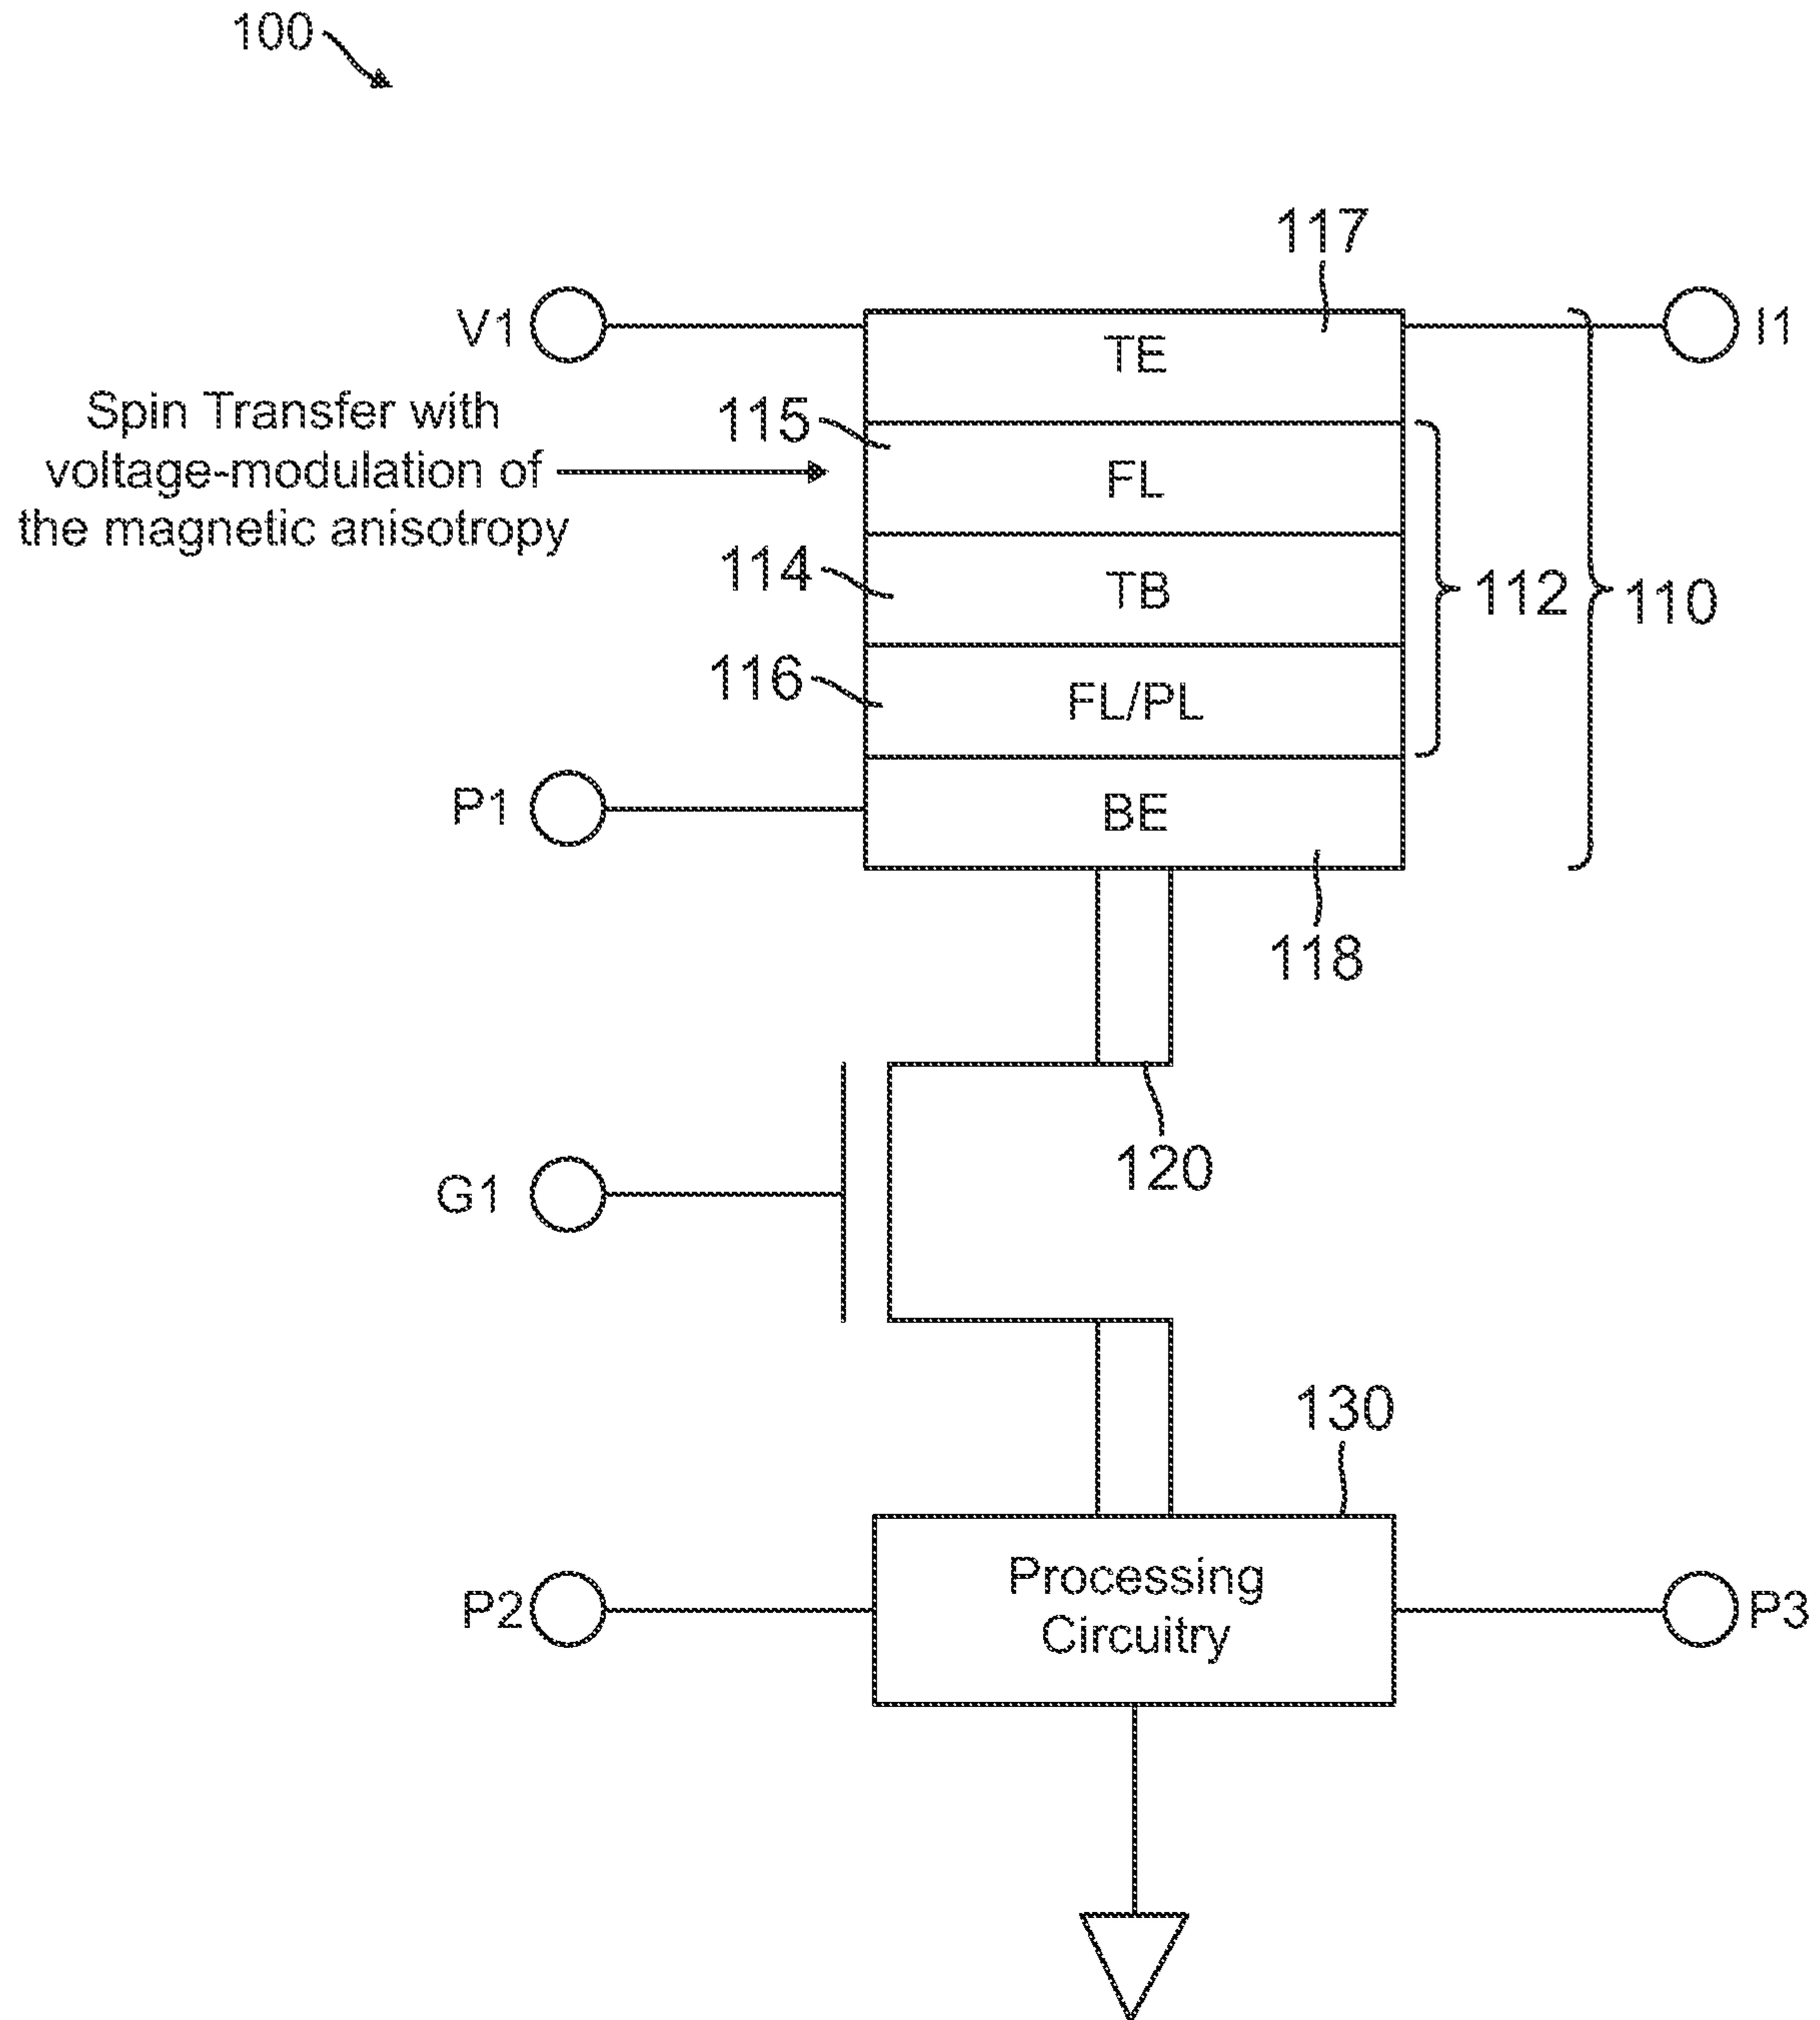 100
117
V1
TE
I1
Spin Transfer with
voltage-modulation of
the magnetic anisotropy
115
FL
114
TB
112
110
116
FL/PL
P1
BE
118
120
G1
130
Processing
Circuitry
P2
P3